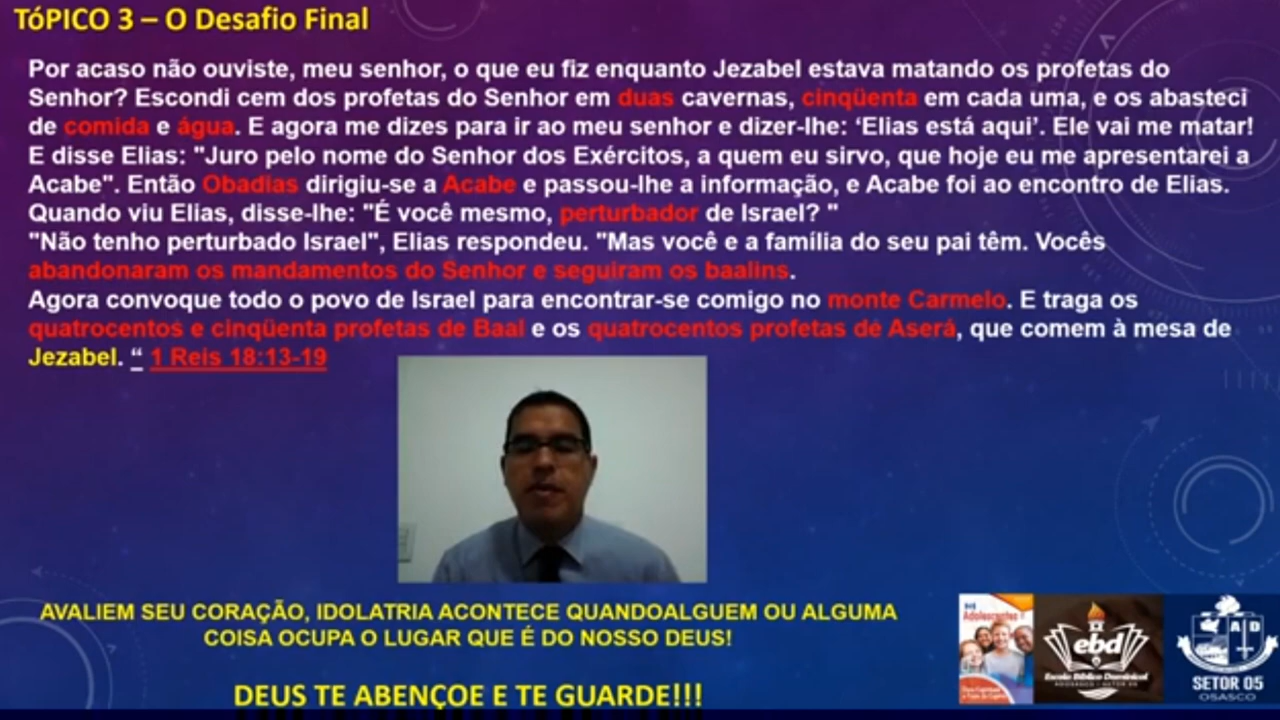 TóPICO 3 – O Desafio Final
Por acaso não ouviste, meu senhor, o que eu fiz enquanto Jezabel estava matando os profetas do
Senhor? Escondi cem dos profetas do Senhor em duas cavernas, cinqüenta em cada uma, e os abasteci
de comida e água. E agora me dizes para ir ao meu senhor e dizer-lhe: ‘Elias está aqui’. Ele vai me matar!
E disse Elias: "Juro pelo nome do Senhor dos Exércitos, a quem eu sirvo, que hoje eu me apresentarei a
Acabe". Então Obadias dirigiu-se a Acabe e passou-lhe a informação, e Acabe foi ao encontro de Elias.
Quando viu Elias, disse-lhe: "É você mesmo, perturbador de Israel? "
"Não tenho perturbado Israel", Elias respondeu. "Mas você e a família do seu pai têm. Vocês
abandonaram os mandamentos do Senhor e seguiram os baalins.
Agora convoque todo o povo de Israel para encontrar-se comigo no monte Carmelo. E traga os
quatrocentos e cinqüenta profetas de Baal e os quatrocentos profetas de Aserá, que comem à mesa de
Jezabel. “ 1 Reis 18:13-19
AVALIEM SEU CORAÇÃO, IDOLATRIA ACONTECE QUANDOALGUEM OU ALGUMA
COISA OCUPA O LUGAR QUE É DO NOSSO DEUS!
DEUS TE ABENÇOE E TE GUARDE!!!
Adolescentes
ebd
Escola Bíblica Dominical
A D
SETOR 05
OSASCO